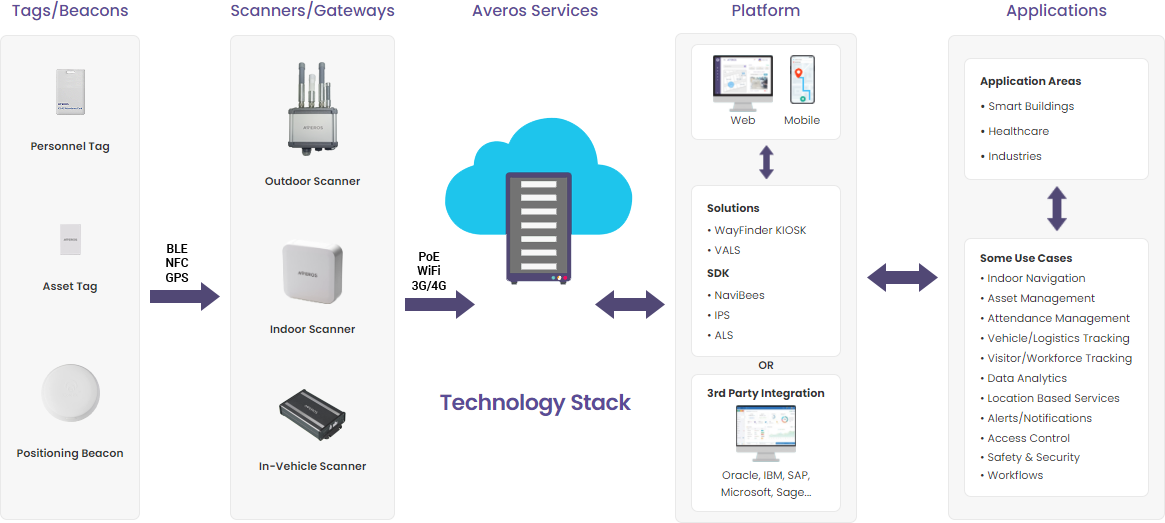 Tags/Beacons
Personnel Tag
Asset Tag
Positioning Beacon
BLE
NFC
GPS
Scanners/Gateways
AVEROS
Outdoor Scanner
AVEROS
Indoor Scanner
In-Vehicle Scanner
PoE
WiFi
3G/4G
Averos Services
Technology Stack
Platform
Web
Mobile
Solutions
• WayFinder KIOSK
• VALS
SDK
• NaviBees
• IPS
• ALS
OR
3rd Party Integration
Oracle, IBM, SAP,
Microsoft, Sage...
Applications
Application Areas
• Smart Buildings
• Healthcare
• Industries
Some Use Cases
• Indoor Navigation
• Asset Management
• Attendance Management
• Vehicle/Logistics Tracking
• Visitor/Workforce Tracking
• Data Analytics
• Location Based Services
• Alerts/Notifications
• Access Control
• Safety & Security
• Workflows